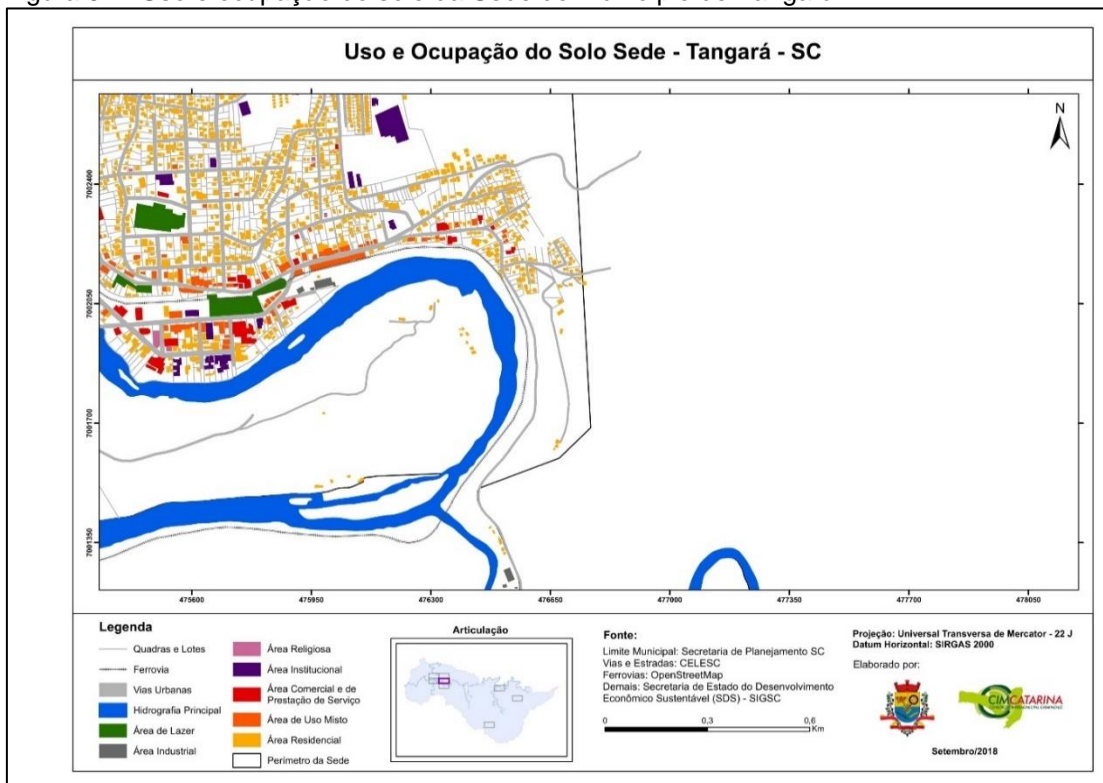 Uso e Ocupação do Solo Sede - Tangará - SC
N
7002400
7002050
7001700
7001350
475600
475950
476300
476650
477000
477350
477700
478050
Legenda
Quadras e Lotes
Ferrovia
Vias Urbanas
Hidrografia Principal
Área de Lazer
Área Industrial
Área Religiosa
Área Institucional
Área Comercial e de
Prestação de Serviço
Área de Uso Misto
Área Residencial
Perímetro da Sede
Articulação
Fonte:
Limite Municipal: Secretaria de Planejamento SC
Vias e Estradas: CELESC
Ferrovias: OpenStreetMap
Demais: Secretaria de Estado do Desenvolvimento
Econômico Sustentável (SDS) - SIGSC
0 0,3 0,6
Km
Projeção: Universal Transversa de Mercator - 22 J
Datum Horizontal: SIRGAS 2000
Elaborado por:
CIMCATARINA
Setembro/2018